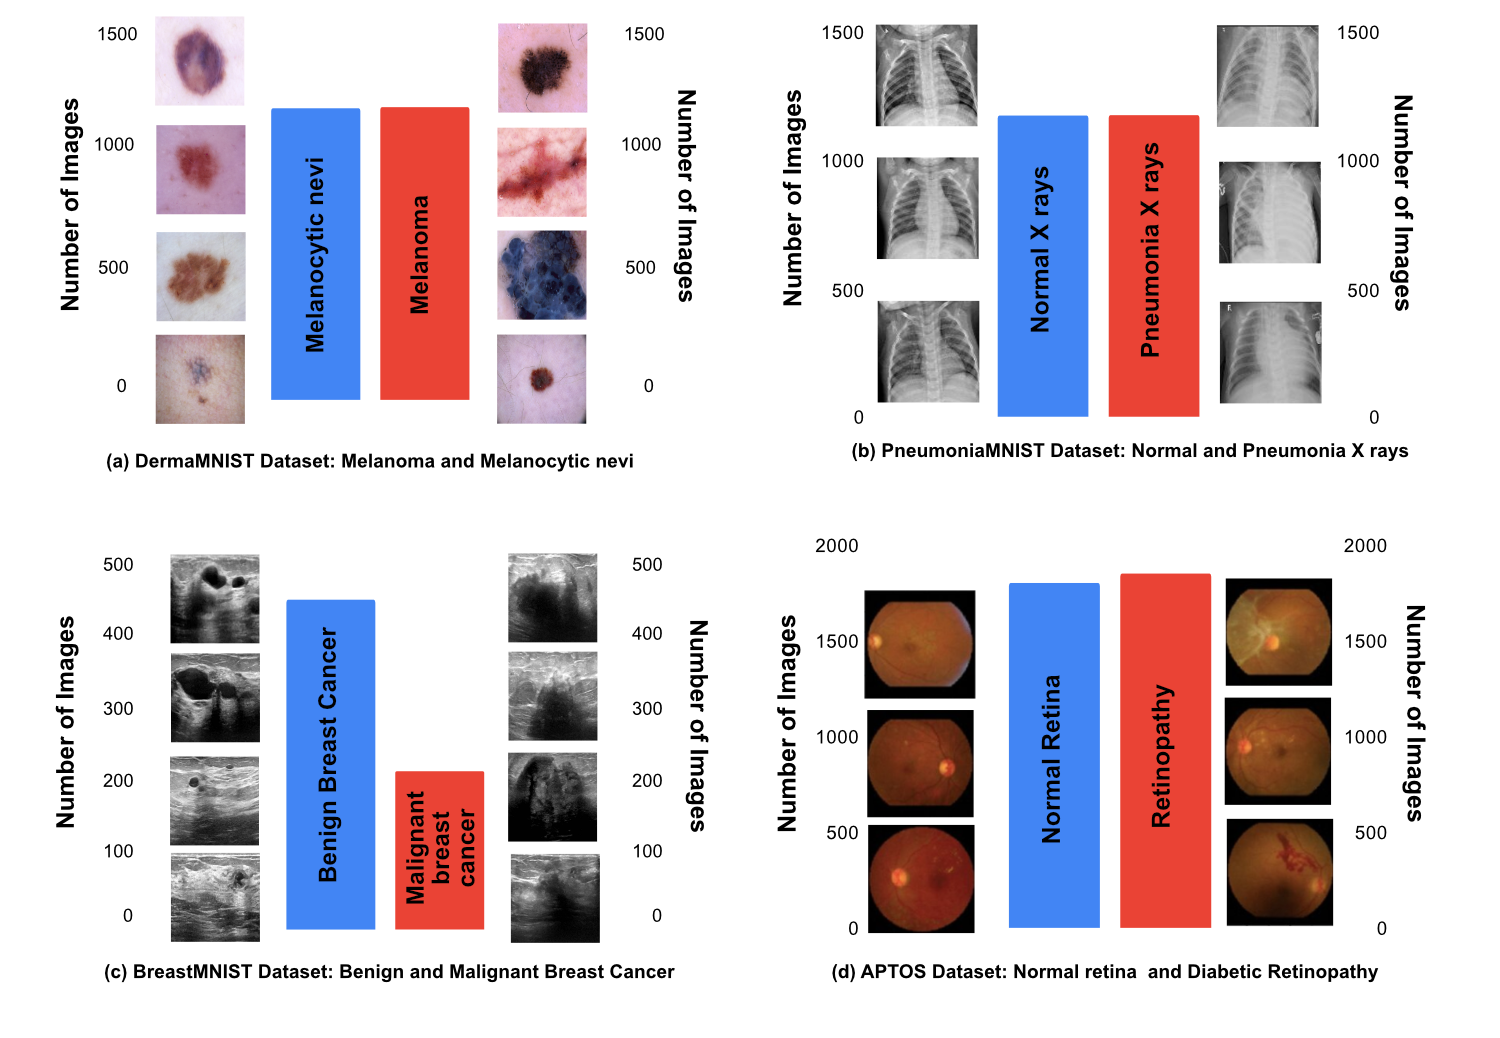 1500
1000
500
0
Number of Images
Melanocytic nevi
Melanoma
1500
1000
500
0
Number of Images
(a) DermaMNIST Dataset: Melanoma and Melanocytic nevi
1500
1000
500
0
Number of Images
Normal X rays
Pneumonia X rays
1500
1000
500
0
Number of Images
(b) PneumoniaMNIST Dataset: Normal and Pneumonia X rays
500
400
300
200
100
0
Number of Images
Benign Breast Cancer
Malignant
breast
cancer
500
400
300
200
100
0
Number of Images
(c) BreastMNIST Dataset: Benign and Malignant Breast Cancer
2000
1500
1000
500
0
Number of Images
Normal Retina
Retinopathy
2000
1500
1000
500
0
Number of Images
(d) APTOS Dataset: Normal retina and Diabetic Retinopathy